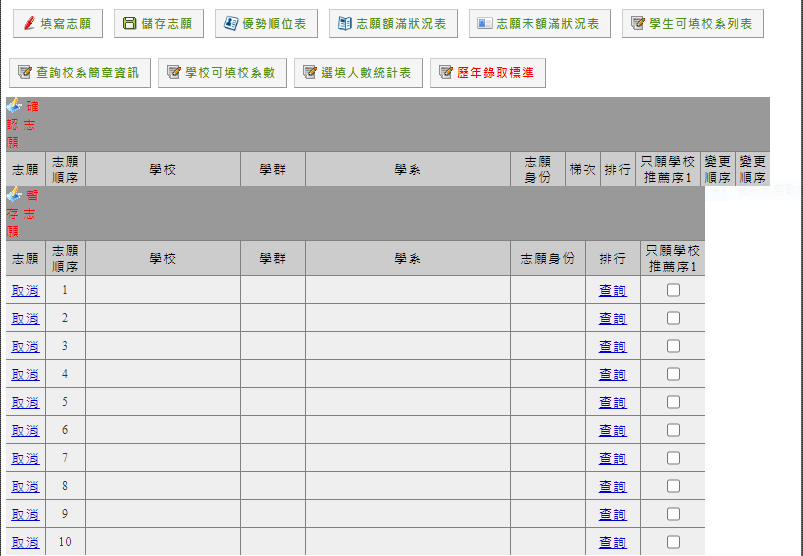 填寫志願 儲存志願 優勢順位表 志願額滿狀況表 志願未額滿狀況表 學生可填校系列表
查詢校系簡章資訊 學校可填校系數 選填人數統計表 歷年錄取標準
確
認 志
願
志願 志願順序 學校 學群 學系 志願身份 梯次 排行 只願學校推薦序1 變更順序 變更順序
暫
存 志
願
志願 志願順序 學校 學群 學系 志願身份 排行 只願學校推薦序1
取消 1 查詢
取消 2 查詢
取消 3 查詢
取消 4 查詢
取消 5 查詢
取消 6 查詢
取消 7 查詢
取消 8 查詢
取消 9 查詢
取消 10 查詢